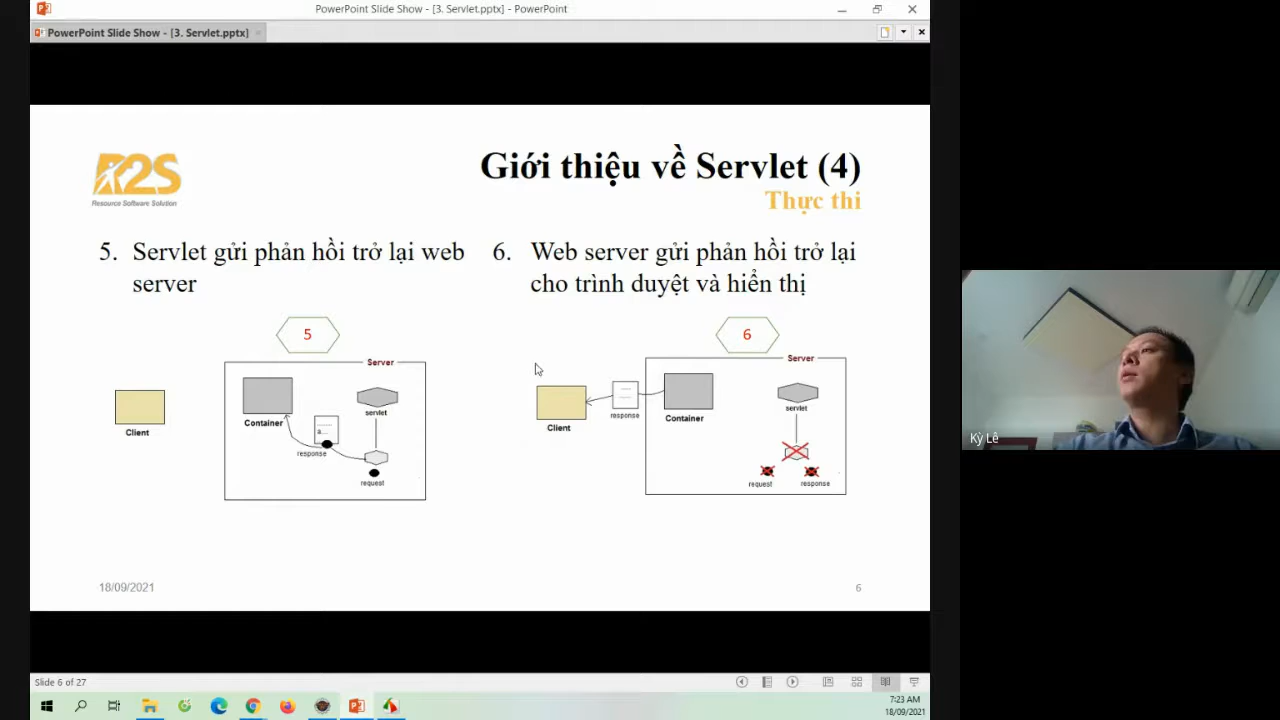 PowerPoint Slide Show - [3. Servlet.pptx] - PowerPoint
PowerPoint Slide Show - [3. Servlet.pptx]
R2S
Resource Software Solution
Giới thiệu về Servlet (4)
Thực thi
5. Servlet gửi phản hồi trở lại web
server
5
Server
Container
servlet
Client
response
request
6. Web server gửi phản hồi trở lại
cho trình duyệt và hiển thị
6
Server
Container
servlet
Client
response
request
response
18/09/2021
6
Kỳ Lê
Slide 6 of 27
7:23 AM
18/09/2021